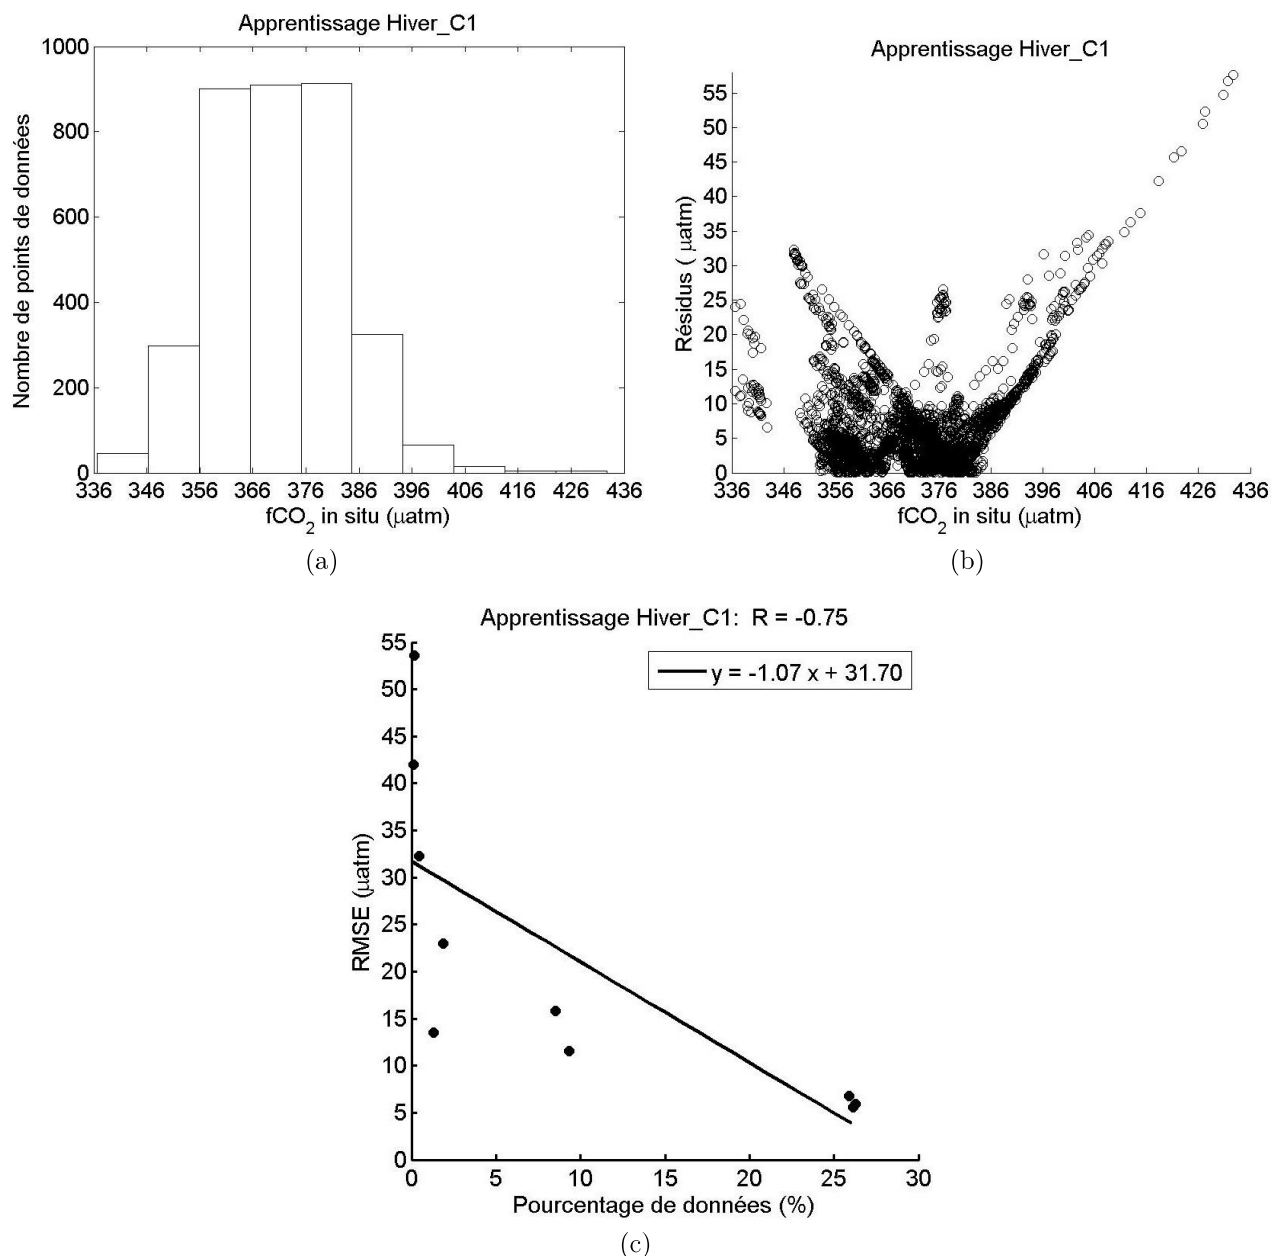 Apprentissage Hiver_C1
1000
800
600
400
200
0
Nombre de points de données
336 346 356 366 376 386 396 406 416 426 436
fCO2 in situ (μatm)
(a)
Apprentissage Hiver_C1
55
50
45
40
35
30
25
20
15
10
5
0
Résidus ( μatm)
336 346 356 366 376 386 396 406 416 426 436
fCO2 in situ (μatm)
(b)
Apprentissage Hiver_C1: R = -0.75
y = -1.07 x + 31.70
55
50
45
40
35
30
25
20
15
10
5
0
RMSE (μatm)
0 5 10 15 20 25 30
Pourcentage de données (%)
(c)